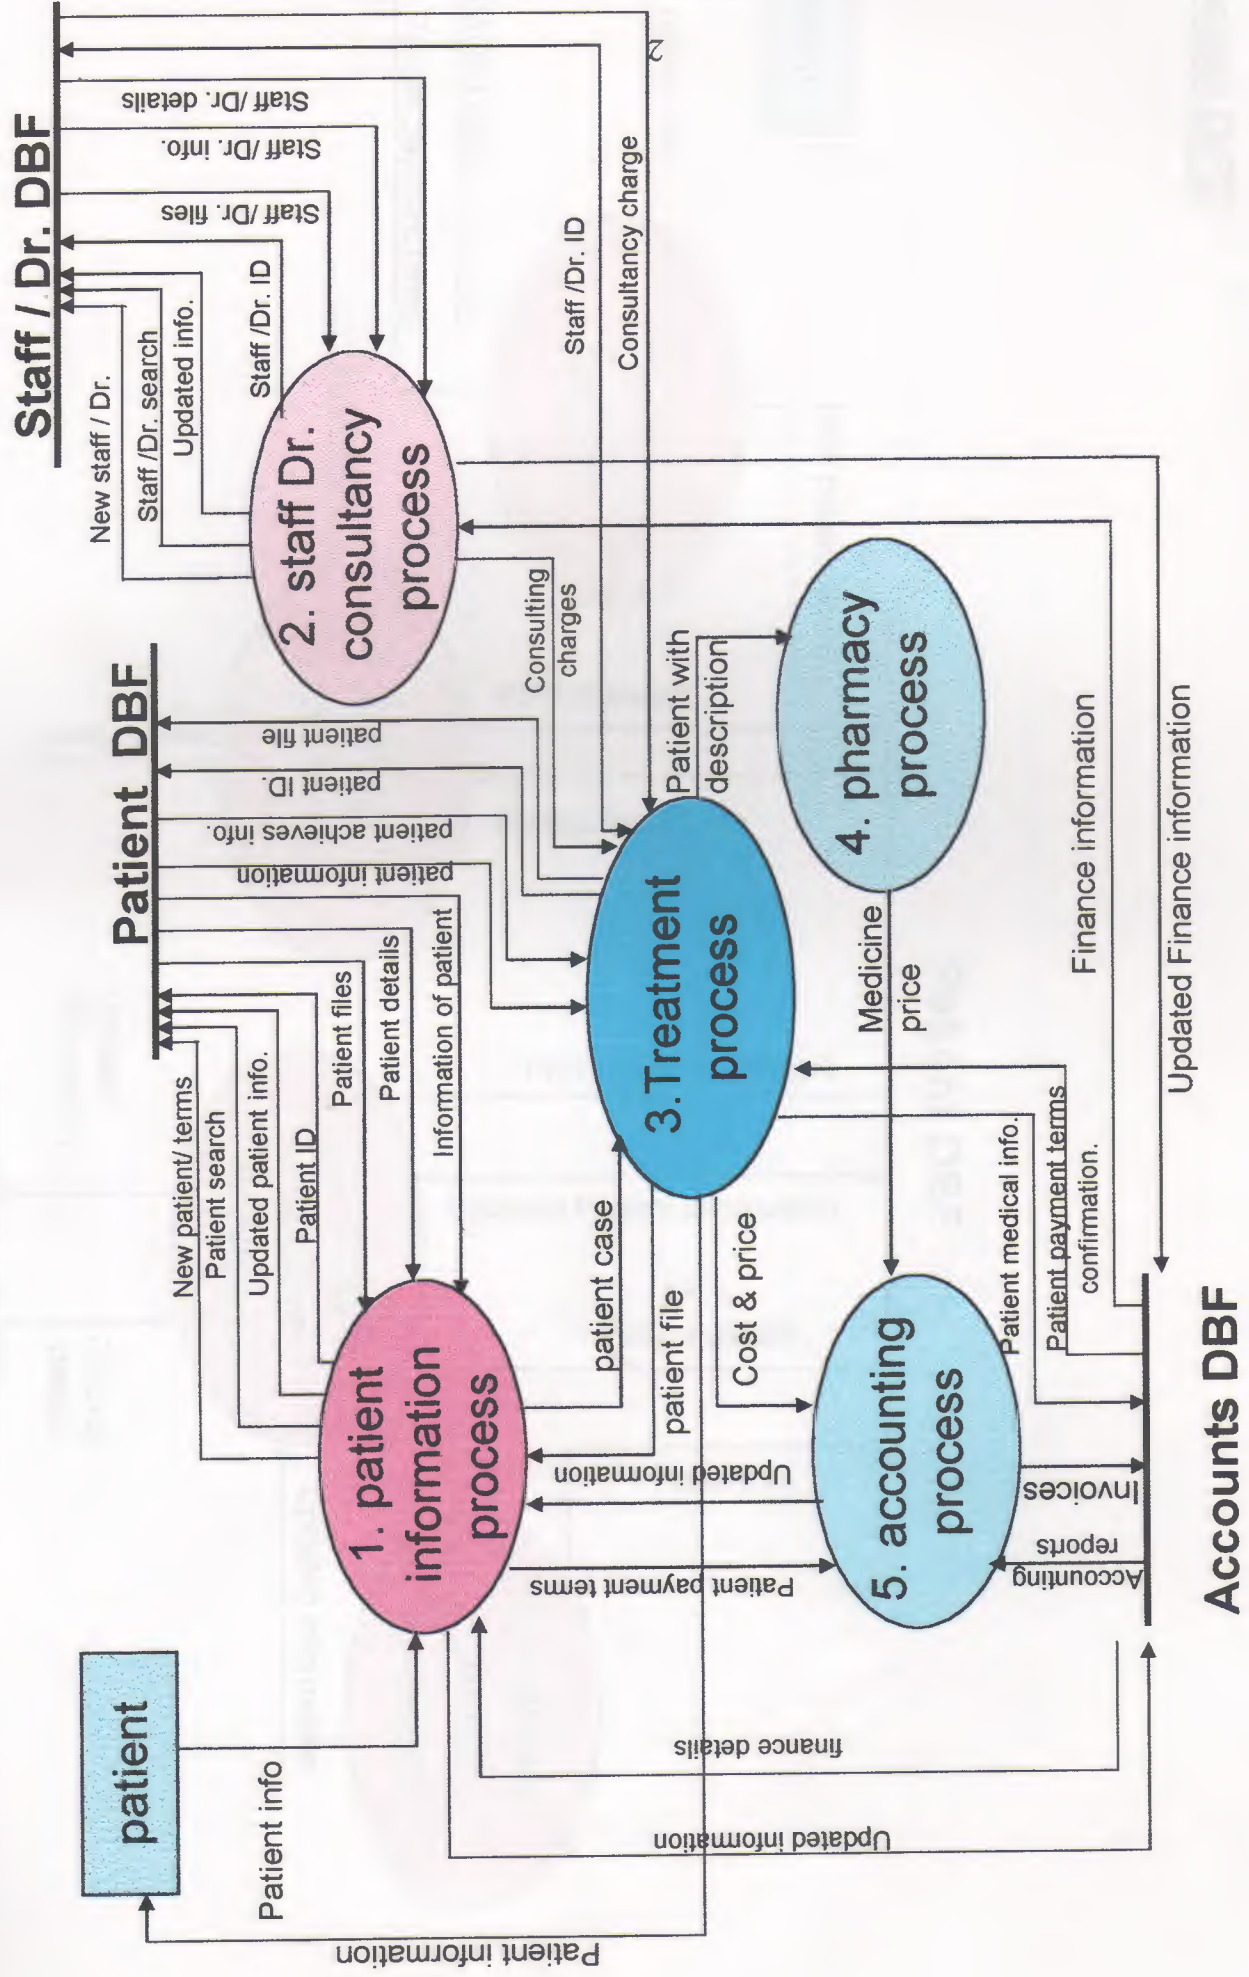 Staff / Dr. DBF
Patient DBF
New staff / Dr.
Staff /Dr. search
Updated info.
Staff /Dr. ID
Staff /Dr. files
Staff /Dr. info.
Staff /Dr. details
2. staff Dr.
consultancy
process
Staff /Dr. ID
Consultancy charge
2
Consulting
charges
patient file
patient ID.
patient achieves info.
patient information
New patient/ terms
Patient search
Updated patient info.
Patient ID
Patient files
Patient details
Information of patient
patient
Patient info
Patient information
1. patient
information
process
patient case
patient file
3.Treatment
process
Patient with
description
4. pharmacy
process
Medicine
price
Cost & price
Updated information
Patient payment terms
5. accounting
process
Patient medical info.
Patient payment terms
confirmation.
Finance information
Updated Finance information
Invoices
Accounting
reports
finance details
Updated information
Accounts DBF